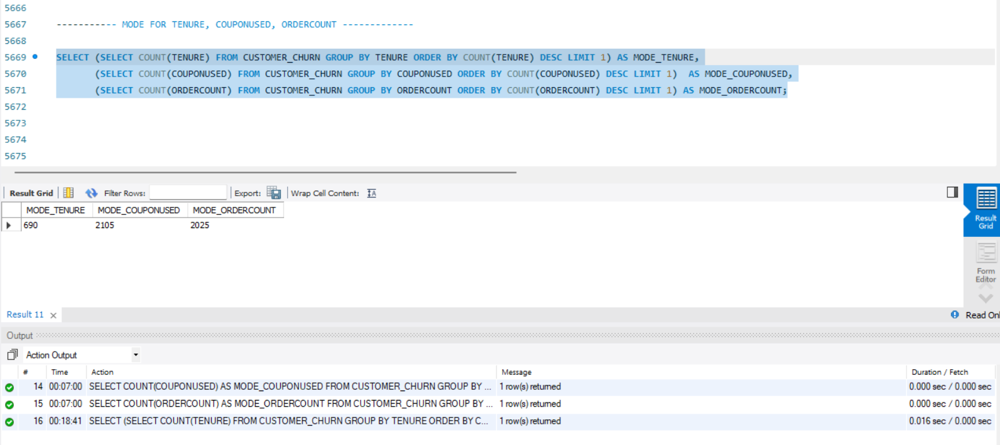 5666
5667 ----------- MODE FOR TENURE, COUPONUSED, ORDERCOUNT -------------
5668
5669 SELECT (SELECT COUNT(TENURE) FROM CUSTOMER_CHURN GROUP BY TENURE ORDER BY COUNT(TENURE) DESC LIMIT 1) AS MODE_TENURE,
5670 (SELECT COUNT(COUPONUSED) FROM CUSTOMER_CHURN GROUP BY COUPONUSED ORDER BY COUNT(COUPONUSED) DESC LIMIT 1)  AS MODE_COUPONUSED,
5671 (SELECT COUNT(ORDERCOUNT) FROM CUSTOMER_CHURN GROUP BY ORDERCOUNT ORDER BY COUNT(ORDERCOUNT) DESC LIMIT 1) AS MODE_ORDERCOUNT;
5672
5673
5674
5675
Result Grid Filter Rows: Export: Wrap Cell Content: IA
MODE_TENURE MODE_COUPONUSED MODE_ORDERCOUNT
690 2105 2025
Result
Grid
Form
Editor
Result 11 Read Onl
Output
Action Output
# Time Action Message Duration / Fetch
14 00:07:00 SELECT COUNT(COUPONUSED) AS MODE_COUPONUSED FROM CUSTOMER_CHURN GROUP BY ... 1 row(s) returned 0.000 sec / 0.000 sec
15 00:07:00 SELECT COUNT(ORDERCOUNT) AS MODE_ORDERCOUNT FROM CUSTOMER_CHURN GROUP BY ... 1 row(s) returned 0.000 sec / 0.000 sec
16 00:18:41 SELECT (SELECT COUNT(TENURE) FROM CUSTOMER_CHURN GROUP BY TENURE ORDER BY C... 1 row(s) returned 0.016 sec / 0.000 sec